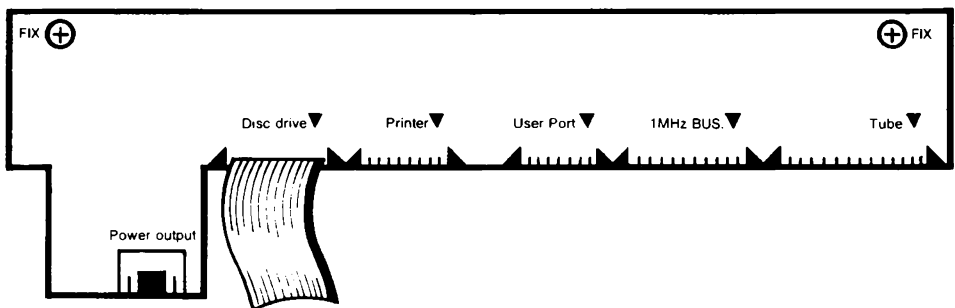 FIX FIX
Disc drive Printer User Port 1MHz BUS. Tube
Power output